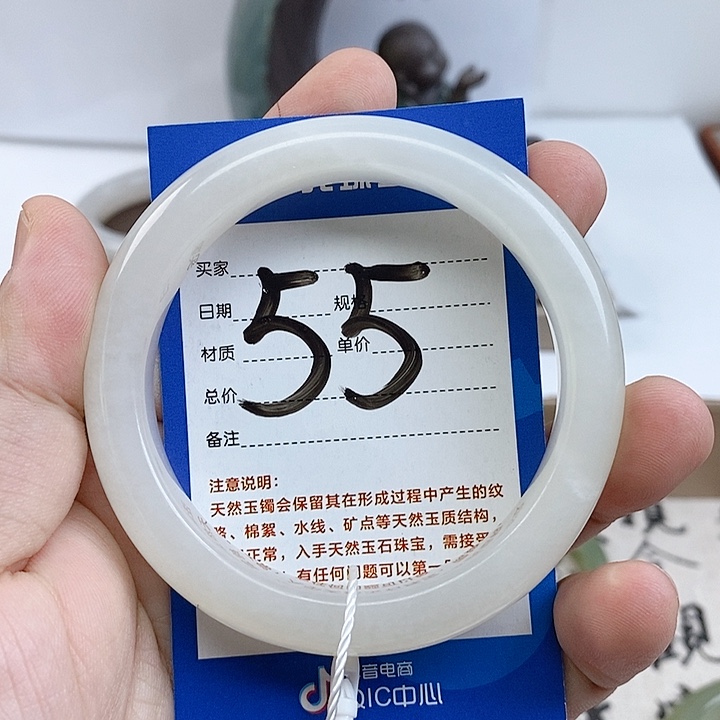 买家
55
日期 规格
材质 单价
总价
备注
注意说明:
天然玉镯会保留其在形成过程中产生的纹
、棉絮、水线、矿点等天然玉质结构，
正常，入手天然玉石珠宝，需接受
有任何问题可以第一
音电商
QIC中心